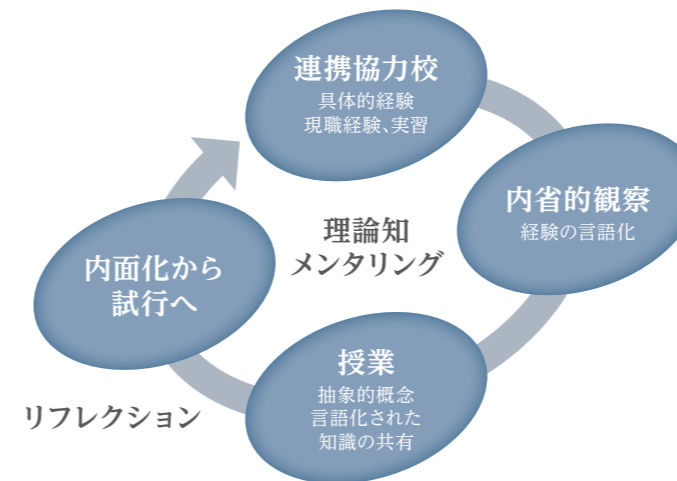 連携協力校
具体的経験
現職経験、実習
内省的観察
経験の言語化
理論知
メンタリング
内面化から
試行へ
授業
抽象的概念
言語化された
知識の共有
リフレクション